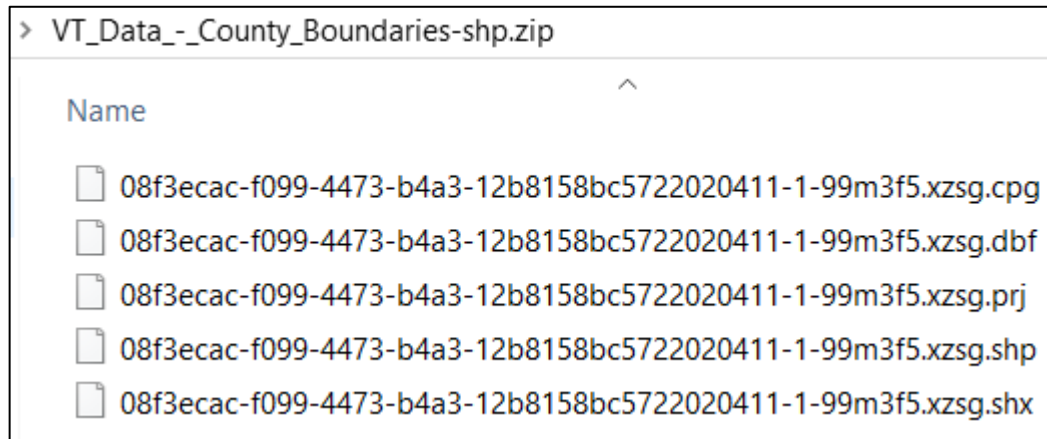 > VT_Data_-_County_Boundaries-shp.zip
Name
08f3ecac-f099-4473-b4a3-12b8158bc5722020411-1-99m3f5.xzsg.cpg
08f3ecac-f099-4473-b4a3-12b8158bc5722020411-1-99m3f5.xzsg.dbf
08f3ecac-f099-4473-b4a3-12b8158bc5722020411-1-99m3f5.xzsg.prj
08f3ecac-f099-4473-b4a3-12b8158bc5722020411-1-99m3f5.xzsg.shp
08f3ecac-f099-4473-b4a3-12b8158bc5722020411-1-99m3f5.xzsg.shx